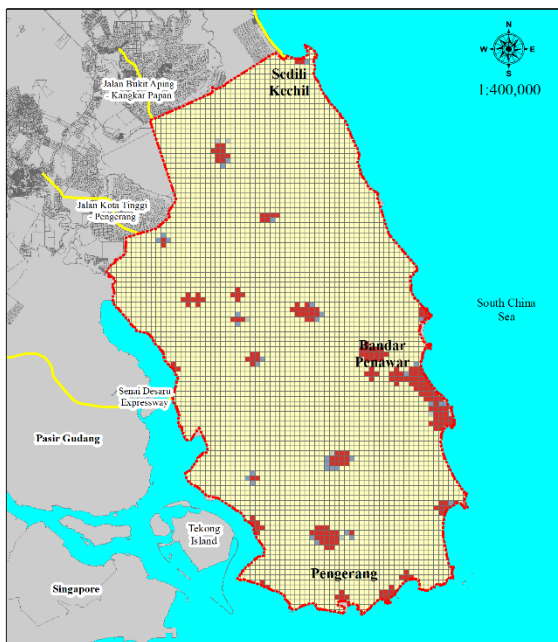 N
W
E
S
1:400,000
Sedili
Kechil
Jalan Bukit Aping
- Kangkar Papan
Jalan Kota Tinggi
- Pengerang
South China
Sea
Bandar
Penawar
Senai Desaru
Expressway
Pasir Gudang
Tekong
Island
Pengerang
Singapore